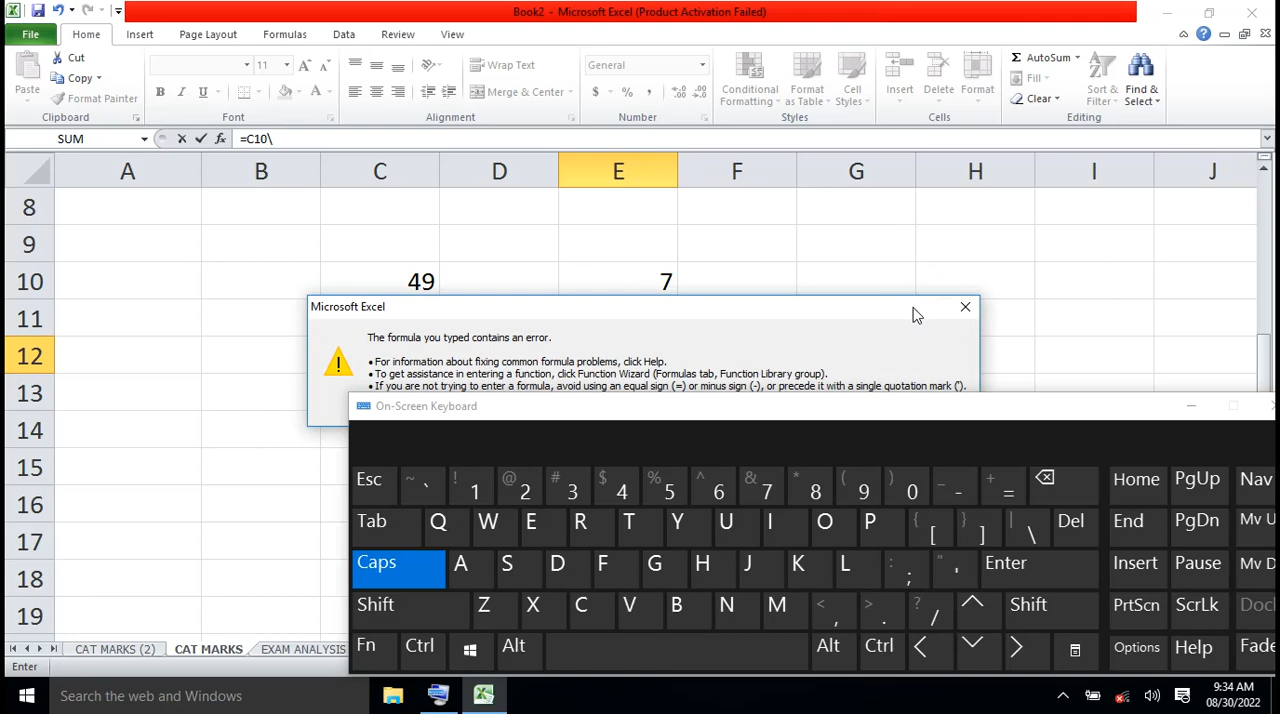 Book2 - Microsoft Excel (Product Activation Failed)
File Home Insert Page Layout Formulas Data Review View
Paste
Cut
Copy
Format Painter
Clipboard
11
A A
B I U
A
Font
Wrap Text
Merge & Center
Alignment
General
$ % ,
Number
Conditional Formatting
Format as Table
Cell Styles
Styles
Insert Delete Format
Cells
Σ AutoSum
Fill
Clear
Sort & Filter
Find & Select
Editing
SUM fx =C10\
A B C D E F G H I J
8
9
10 49 7
11
12
13
14
15
16
17
18
19
Microsoft Excel
The formula you typed contains an error.
• For information about fixing common formula problems, click Help.
• To get assistance in entering a function, click Function Wizard (Formulas tab, Function Library group).
• If you are not trying to enter a formula, avoid using an equal sign (=) or minus sign (-), or precede it with a single quotation mark (').
On-Screen Keyboard
Esc ~ ` ! 1 @ 2 # 3 $ 4 % 5 ^ 6 & 7 * 8 ( 9 ) 0 _ - + = Home PgUp Nav
Tab Q W E R T Y U I O P { [ } ] | \ Del End PgDn Mv U
Caps A S D F G H J K L : ; " ' Enter Insert Pause Mv D
Shift Z X C V B N M < , > . ? / Shift PrtScn ScrLk Doc
Fn Ctrl Alt Alt Ctrl Options Help Fade
CAT MARKS (2) CAT MARKS EXAM ANALYSIS
Enter
Search the web and Windows
9:34 AM
08/30/2022